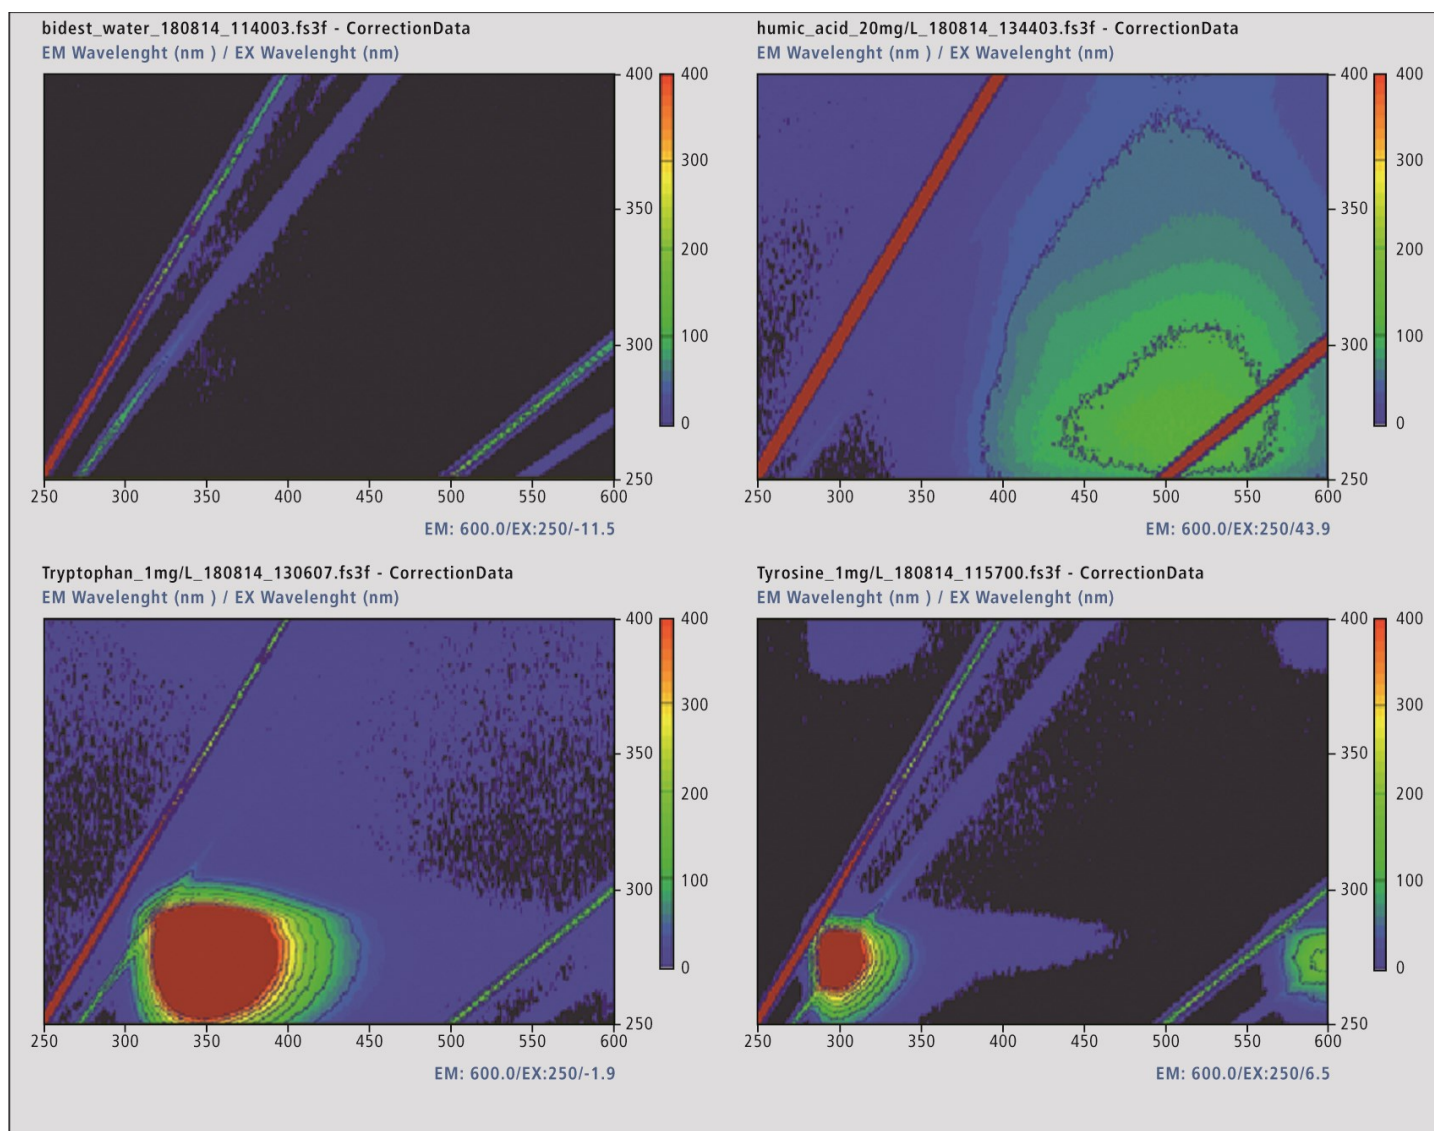 bidest_water_180814_114003.fs3f - CorrectionData
EM Wavelenght (nm ) / EX Wavelenght (nm)
400 400
300
350
200
100
300
0
250
250 300 350 400 450 500 550 600
EM: 600.0/EX:250/-11.5
humic_acid_20mg/L_180814_134403.fs3f - CorrectionData
EM Wavelenght (nm ) / EX Wavelenght (nm)
400 400
300
350
200
100
300
0
250
250 300 350 400 450 500 550 600
EM: 600.0/EX:250/43.9
Tryptophan_1mg/L_180814_130607.fs3f - CorrectionData
EM Wavelenght (nm ) / EX Wavelenght (nm)
400 400
300
350
200
100
300
0
250
250 300 350 400 450 500 550 600
EM: 600.0/EX:250/-1.9
Tyrosine_1mg/L_180814_115700.fs3f - CorrectionData
EM Wavelenght (nm ) / EX Wavelenght (nm)
400 400
300
350
200
100
300
0
250
250 300 350 400 450 500 550 600
EM: 600.0/EX:250/6.5